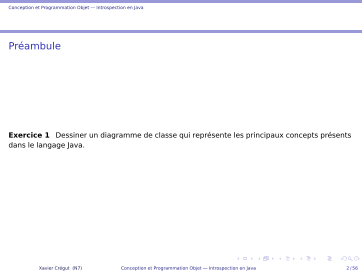 Conception et Programmation Objet — Introspection en Java
Préambule
Exercice 1 Dessiner un diagramme de classe qui représente les principaux concepts présents
dans le langage Java.
Xavier Crégut (N7) Conception et Programmation Objet — Introspection en Java 2 / 56